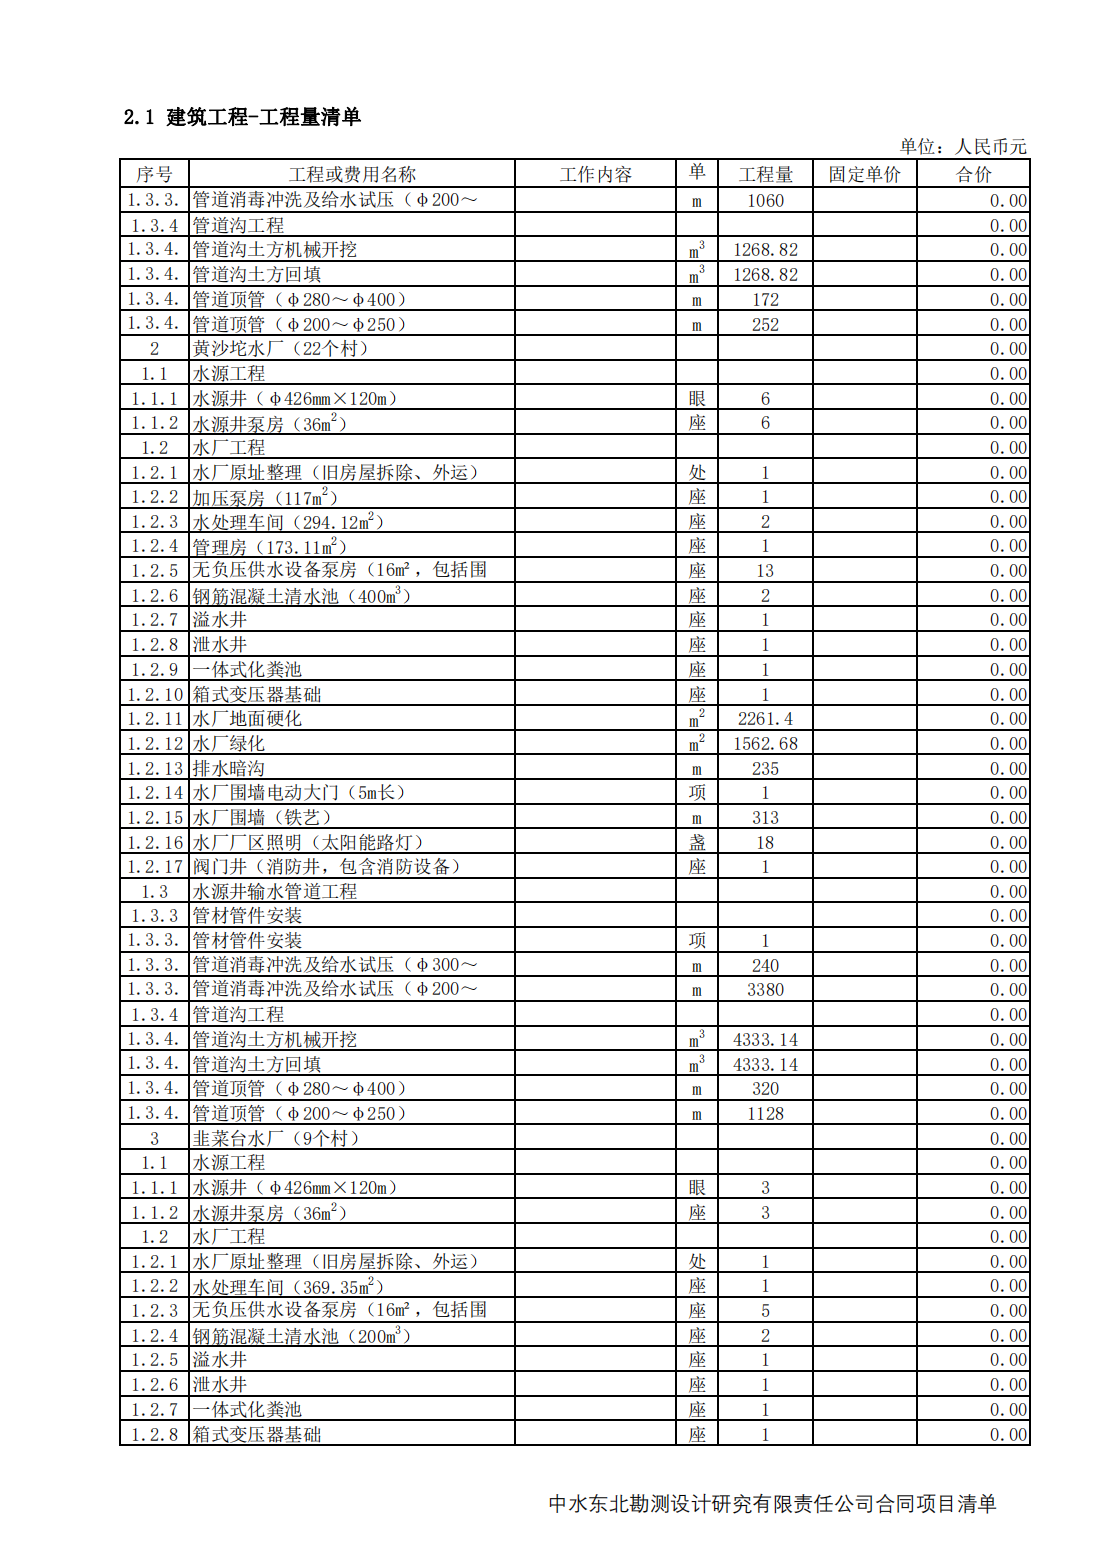 2.1 建筑工程-工程量清单
单位：人民币元
序号 工程或费用名称 工作内容 单 工程量 固定单价 合价
1.3.3. 管道消毒冲洗及给水试压（φ200～ m 1060 0.00
1.3.4 管道沟工程 0.00
1.3.4. 管道沟土方机械开挖 m³ 1268.82 0.00
1.3.4. 管道沟土方回填 m³ 1268.82 0.00
1.3.4. 管道顶管（φ280～φ400） m 172 0.00
1.3.4. 管道顶管（φ200～φ250） m 252 0.00
2 黄沙坨水厂（22个村） 0.00
1.1 水源工程 0.00
1.1.1 水源井（φ426mm×120m） 眼 6 0.00
1.1.2 水源井泵房（36m²） 座 6 0.00
1.2 水厂工程 0.00
1.2.1 水厂原址整理（旧房屋拆除、外运） 处 1 0.00
1.2.2 加压泵房（117m²） 座 1 0.00
1.2.3 水处理车间（294.12m²） 座 2 0.00
1.2.4 管理房（173.11m²） 座 1 0.00
1.2.5 无负压供水设备泵房（16m²，包括围 座 13 0.00
1.2.6 钢筋混凝土清水池（400m³） 座 2 0.00
1.2.7 溢水井 座 1 0.00
1.2.8 泄水井 座 1 0.00
1.2.9 一体式化粪池 座 1 0.00
1.2.10 箱式变压器基础 座 1 0.00
1.2.11 水厂地面硬化 m² 2261.4 0.00
1.2.12 水厂绿化 m² 1562.68 0.00
1.2.13 排水暗沟 m 235 0.00
1.2.14 水厂围墙电动大门（5m长） 项 1 0.00
1.2.15 水厂围墙（铁艺） m 313 0.00
1.2.16 水厂厂区照明（太阳能路灯） 盏 18 0.00
1.2.17 阀门井（消防井，包含消防设备） 座 1 0.00
1.3 水源井输水管道工程 0.00
1.3.3 管材管件安装 0.00
1.3.3. 管材管件安装 项 1 0.00
1.3.3. 管道消毒冲洗及给水试压（φ300～ m 240 0.00
1.3.3. 管道消毒冲洗及给水试压（φ200～ m 3380 0.00
1.3.4 管道沟工程 0.00
1.3.4. 管道沟土方机械开挖 m³ 4333.14 0.00
1.3.4. 管道沟土方回填 m³ 4333.14 0.00
1.3.4. 管道顶管（φ280～φ400） m 320 0.00
1.3.4. 管道顶管（φ200～φ250） m 1128 0.00
3 韭菜台水厂（9个村） 0.00
1.1 水源工程 0.00
1.1.1 水源井（φ426mm×120m） 眼 3 0.00
1.1.2 水源井泵房（36m²） 座 3 0.00
1.2 水厂工程 0.00
1.2.1 水厂原址整理（旧房屋拆除、外运） 处 1 0.00
1.2.2 水处理车间（369.35m²） 座 1 0.00
1.2.3 无负压供水设备泵房（16m²，包括围 座 5 0.00
1.2.4 钢筋混凝土清水池（200m³） 座 2 0.00
1.2.5 溢水井 座 1 0.00
1.2.6 泄水井 座 1 0.00
1.2.7 一体式化粪池 座 1 0.00
1.2.8 箱式变压器基础 座 1 0.00
中水东北勘测设计研究有限责任公司合同项目清单